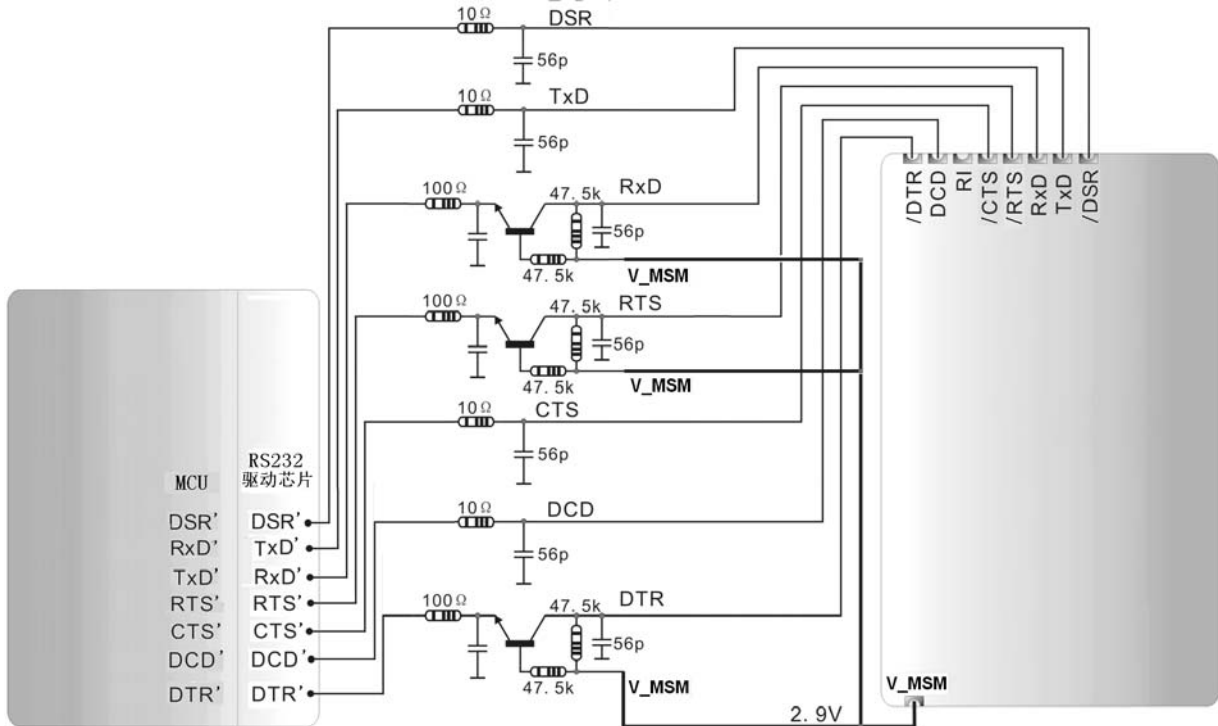 10Ω
DSR
56p
10Ω
TxD
56p
100Ω
47.5k
RxD
56p
47.5k
V_MSM
100Ω
47.5k
RTS
56p
47.5k
V_MSM
10Ω
CTS
56p
10Ω
DCD
56p
100Ω
47.5k
DTR
56p
47.5k
V_MSM
2.9V
MCU
RS232
驱动芯片
DSR' DSR'
RxD' TxD'
TxD' RxD'
RTS' RTS'
CTS' CTS'
DCD' DCD'
DTR' DTR'
/DTR
DCD
RI
/CTS
/RTS
RxD
TxD
/DSR
V_MSM